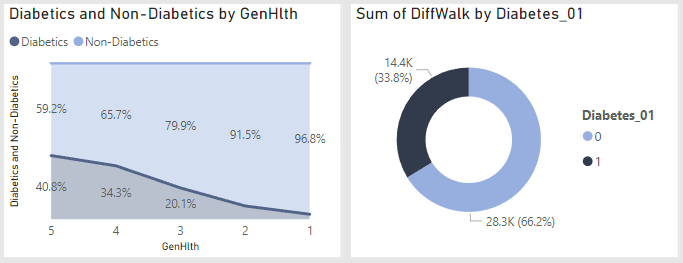 Diabetics and Non-Diabetics by GenHlth
Diabetics Non-Diabetics
Diabetics and Non-Diabetics
59.2%
65.7%
79.9%
91.5%
96.8%
40.8%
34.3%
20.1%
5 4 3 2 1
GenHlth
Sum of DiffWalk by Diabetes_01
14.4K
(33.8%)
28.3K (66.2%)
Diabetes_01
0
1